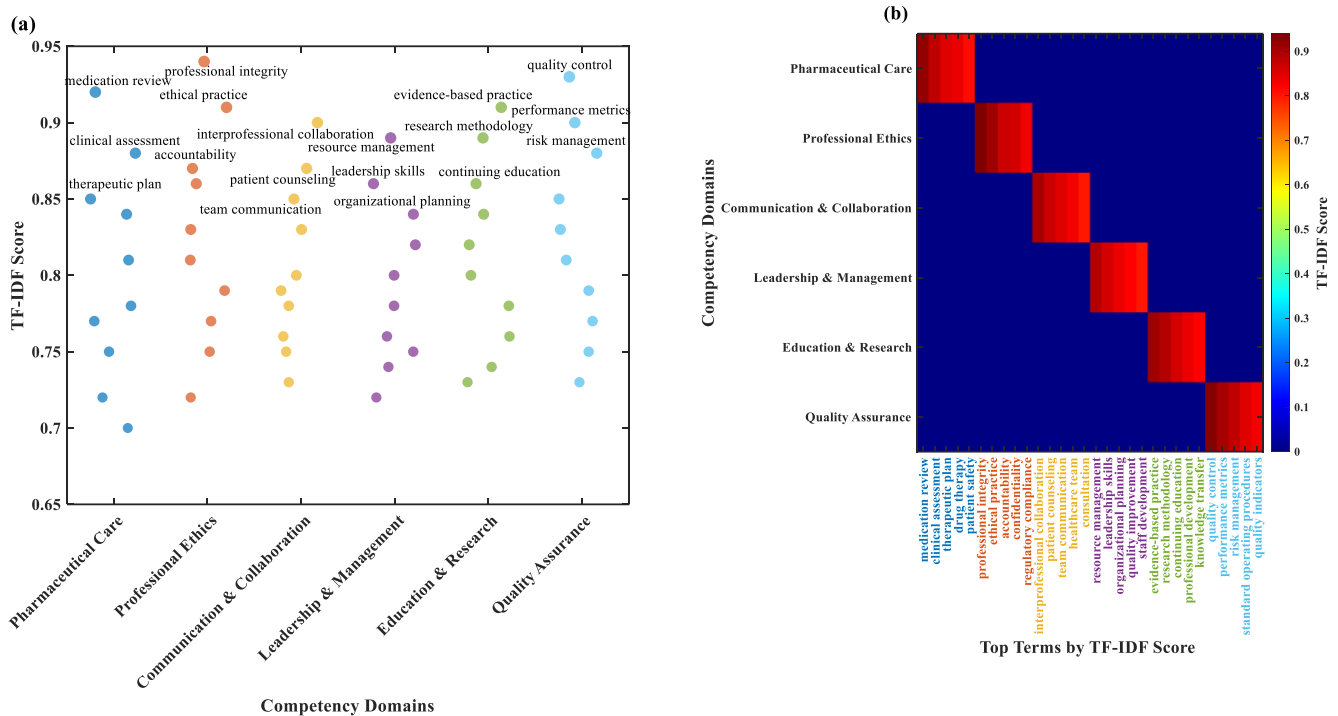 (a)
0.95
0.9
0.85
0.8
0.75
0.7
0.65
TF-IDF Score
medication review
professional integrity
ethical practice
clinical assessment
accountability
therapeutic plan
interprofessional collaboration
patient counseling
team communication
resource management
leadership skills
organizational planning
evidence-based practice
research methodology
continuing education
quality control
performance metrics
risk management
Pharmaceutical Care
Professional Ethics
Communication & Collaboration
Leadership & Management
Education & Research
Quality Assurance
Competency Domains
(b)
Competency Domains
Pharmaceutical Care
Professional Ethics
Communication & Collaboration
Leadership & Management
Education & Research
Quality Assurance
medication review
clinical assessment
therapeutic plan
drug therapy
patient safety
professional integrity
ethical practice
accountability
confidentiality
regulatory compliance
interprofessional collaboration
patient counseling
team communication
healthcare team
consultation
resource management
leadership skills
organizational planning
quality improvement
staff development
evidence-based practice
research methodology
continuing education
professional development
knowledge transfer
quality control
performance metrics
risk management
standard operating procedures
quality indicators
Top Terms by TF-IDF Score
0.9
0.8
0.7
0.6
0.5
0.4
0.3
0.2
0.1
0
TF-IDF Score